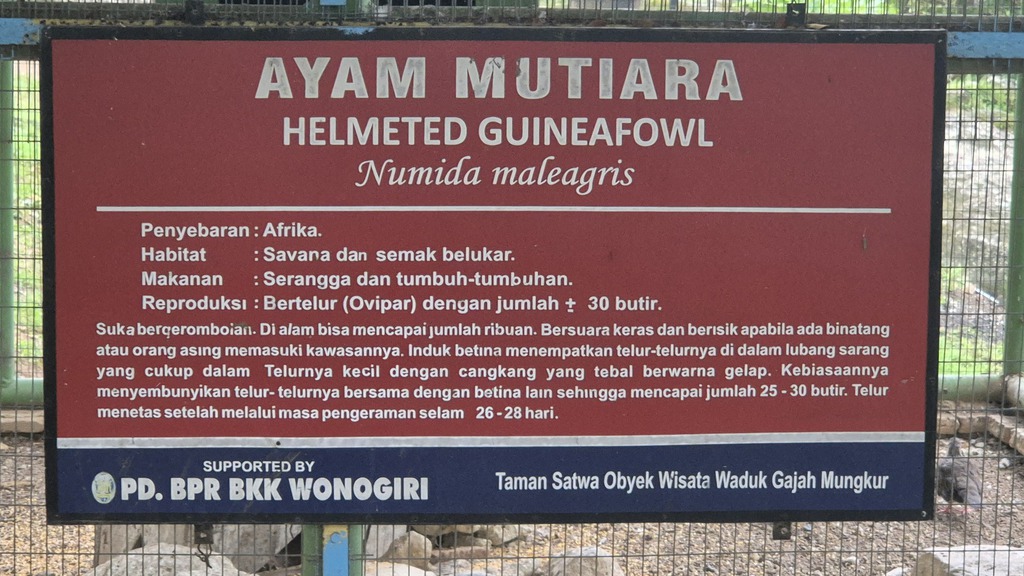 AYAM MUTIARA
HELMETED GUINEAFOWL
Numida maleagris
Penyebaran : Afrika.
Habitat : Savana dan semak belukar.
Makanan : Serangga dan tumbuh-tumbuhan.
Reproduksi : Bertelur (Ovipar) dengan jumlah ± 30 butir.
Suka bergerombolan. Di alam bisa mencapai jumlah ribuan. Bersuara keras dan berisik apabila ada binatang
atau orang asing memasuki kawasannya. Induk betina menempatkan telur-telurnya di dalam lubang sarang
yang cukup dalam Telurnya kecil dengan cangkang yang tebal berwarna gelap. Kebiasaannya
menyembunyikan telur- telurnya bersama dengan betina lain sehingga mencapai jumlah 25 - 30 butir. Telur
menetas setelah melalui masa pengeraman selam 26 - 28 hari.
SUPPORTED BY
PD. BPR BKK WONOGIRI
Taman Satwa Obyek Wisata Waduk Gajah Mungkur